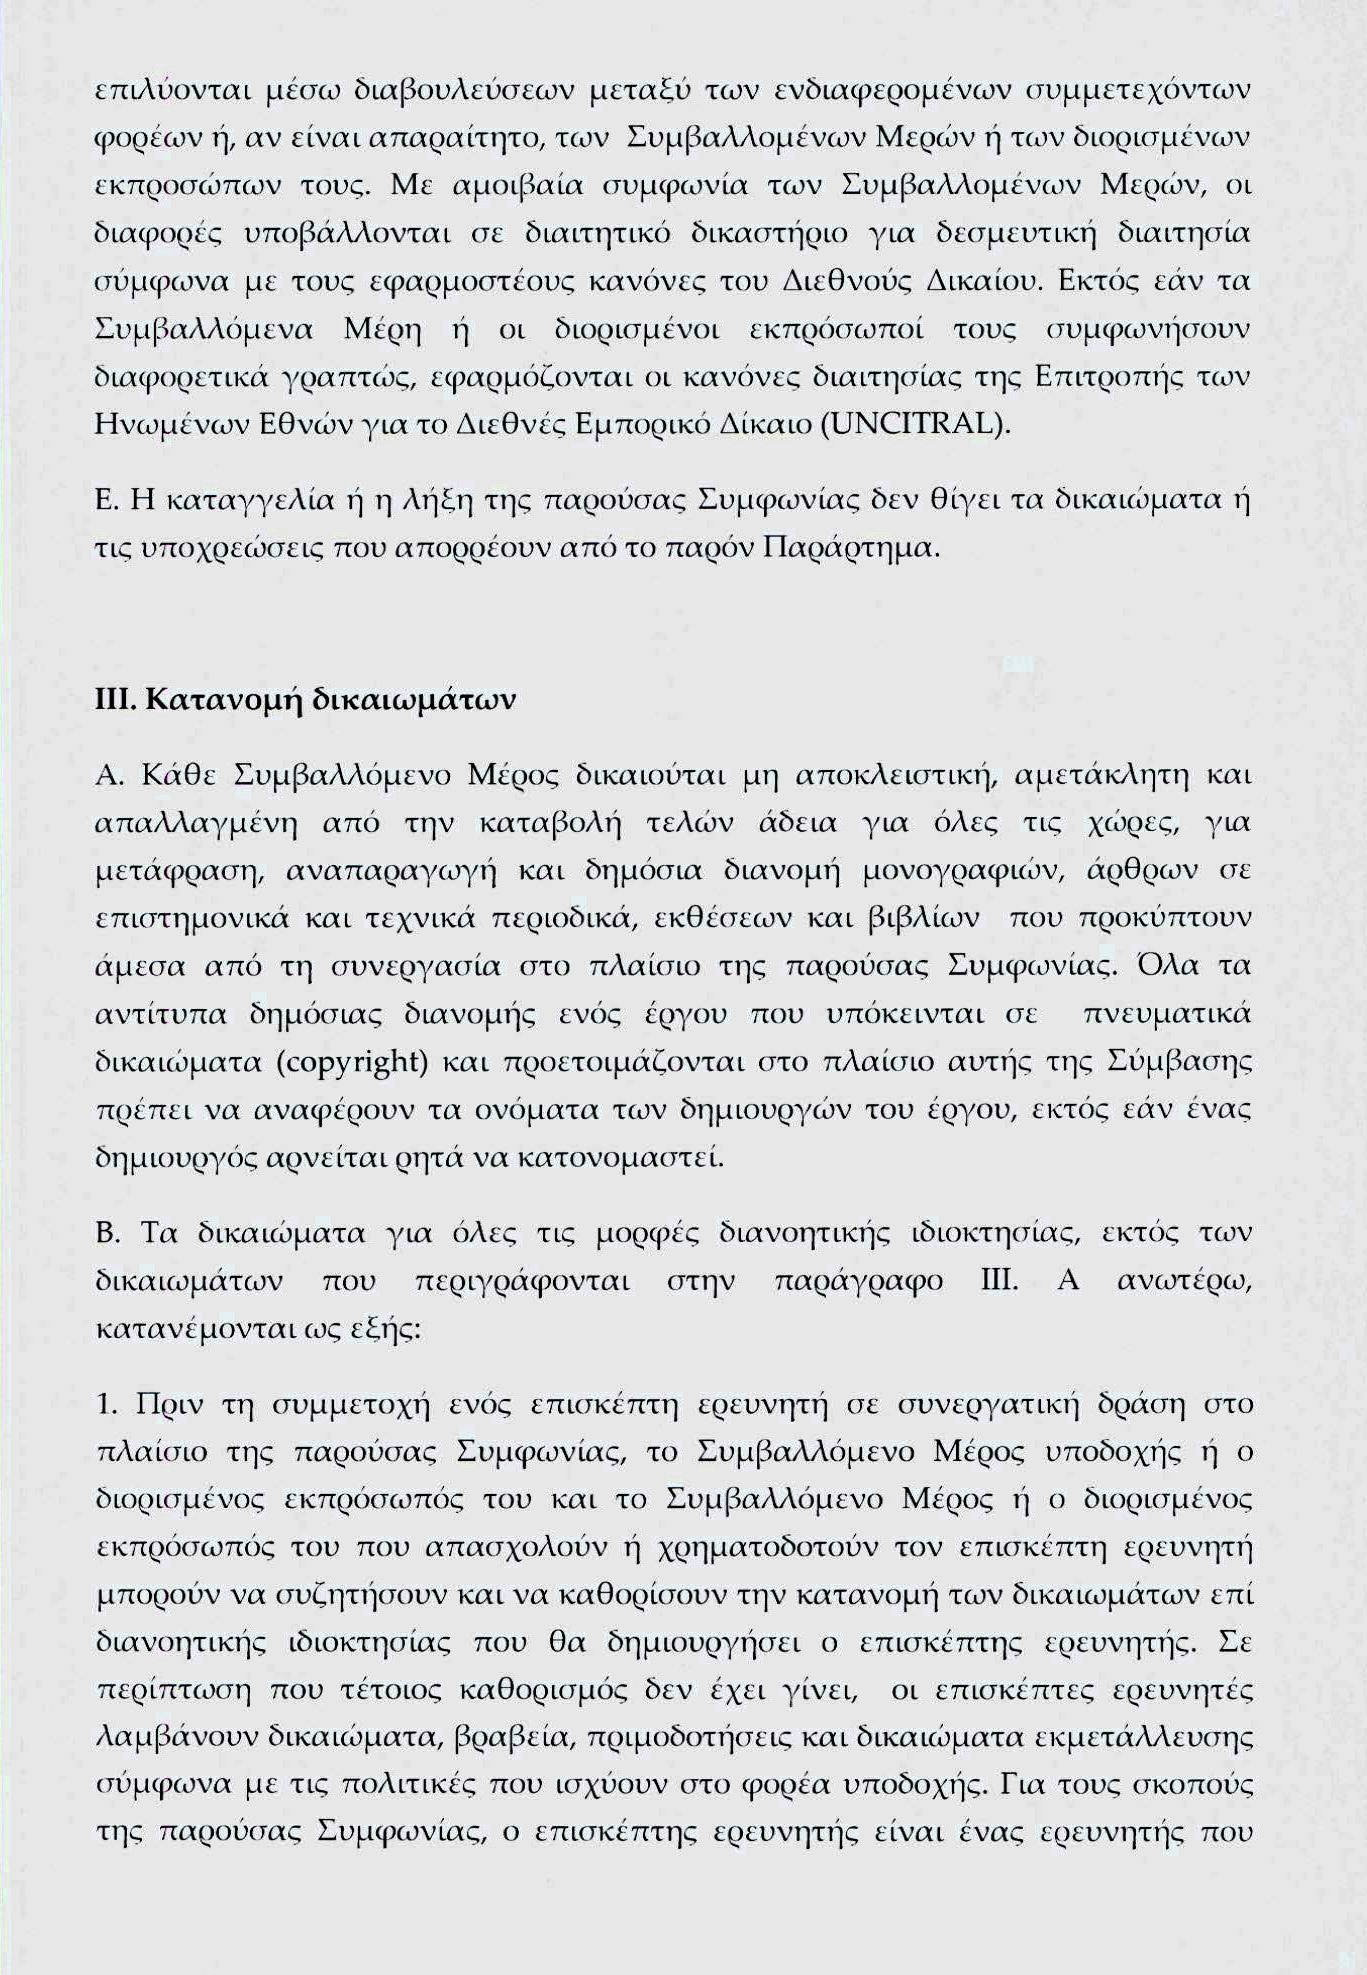 επιλύονται μέσω διαβουλεύσεων μεταξύ των ενδιαφερομένων συμμετεχόντων
φορέων ή, αν είναι απαραίτητο, των Συμβαλλομένων Μερών ή των διορισμένων
εκπροσώπων τους. Με αμοιβαία συμφωνία των Συμβαλλομένων Μερών, οι
διαφορές υποβάλλονται σε διαιτητικό δικαστήριο για δεσμευτική διαιτησία
σύμφωνα με τους εφαρμοστέους κανόνες του Διεθνούς Δικαίου. Εκτός εάν τα
Συμβαλλόμενα Μέρη ή οι διορισμένοι εκπρόσωποί τους συμφωνήσουν
διαφορετικά γραπτώς, εφαρμόζονται οι κανόνες διαιτησίας της Επιτροπής των
Ηνωμένων Εθνών για το Διεθνές Εμπορικό Δίκαιο (UNCITRAL).
Ε. Η καταγγελία ή η λήξη της παρούσας Συμφωνίας δεν θίγει τα δικαιώματα ή
τις υποχρεώσεις που απορρέουν από το παρόν Παράρτημα.
III. Κατανομή δικαιωμάτων
Α. Κάθε Συμβαλλόμενο Μέρος δικαιούται μη αποκλειστική, αμετάκλητη και
απαλλαγμένη από την καταβολή τελών άδεια για όλες τις χώρες, για
μετάφραση, αναπαραγωγή και δημόσια διανομή μονογραφιών, άρθρων σε
επιστημονικά και τεχνικά περιοδικά, εκθέσεων και βιβλίων που προκύπτουν
άμεσα από τη συνεργασία στο πλαίσιο της παρούσας Συμφωνίας. Όλα τα
αντίτυπα δημόσιας διανομής ενός έργου που υπόκεινται σε πνευματικά
δικαιώματα (copyright) και προετοιμάζονται στο πλαίσιο αυτής της Σύμβασης
πρέπει να αναφέρουν τα ονόματα των δημιουργών του έργου, εκτός εάν ένας
δημιουργός αρνείται ρητά να κατονομαστεί.
Β. Τα δικαιώματα για όλες τις μορφές διανοητικής ιδιοκτησίας, εκτός των
δικαιωμάτων που περιγράφονται στην παράγραφο III. Α ανωτέρω,
κατανέμονται ως εξής:
1. Πριν τη συμμετοχή ενός επισκέπτη ερευνητή σε συνεργατική δράση στο
πλαίσιο της παρούσας Συμφωνίας, το Συμβαλλόμενο Μέρος υποδοχής ή ο
διορισμένος εκπρόσωπός του και το Συμβαλλόμενο Μέρος ή ο διορισμένος
εκπρόσωπός του που απασχολούν ή χρηματοδοτούν τον επισκέπτη ερευνητή
μπορούν να συζητήσουν και να καθορίσουν την κατανομή των δικαιωμάτων επί
διανοητικής ιδιοκτησίας που θα δημιουργήσει ο επισκέπτης ερευνητής. Σε
περίπτωση που τέτοιος καθορισμός δεν έχει γίνει, οι επισκέπτες ερευνητές
λαμβάνουν δικαιώματα, βραβεία, πριμοδοτήσεις και δικαιώματα εκμετάλλευσης
σύμφωνα με τις πολιτικές που ισχύουν στο φορέα υποδοχής. Για τους σκοπούς
της παρούσας Συμφωνίας, ο επισκέπτης ερευνητής είναι ένας ερευνητής που